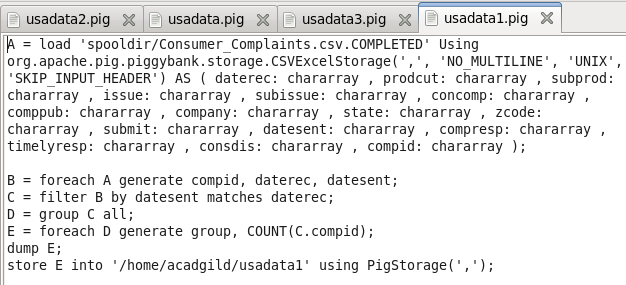 usadata2.pig usadata.pig usadata3.pig usadata1.pig
A = load 'spooldir/Consumer_Complaints.csv.COMPLETED' Using
org.apache.pig.piggybank.storage.CSVExcelStorage(',', 'NO_MULTILINE', 'UNIX',
'SKIP_INPUT_HEADER') AS ( daterec: chararray , prodcut: chararray , subprod:
chararray , issue: chararray , subissue: chararray , concomp: chararray ,
comppub: chararray , company: chararray , state: chararray , zcode:
chararray , submit: chararray , datesent: chararray , compresp: chararray ,
timelyresp: chararray , consdis: chararray , compid: chararray );
B = foreach A generate compid, daterec, datesent;
C = filter B by datesent matches daterec;
D = group C all;
E = foreach D generate group, COUNT(C.compid);
dump E;
store E into '/home/acadgild/usadata1' using PigStorage(',');